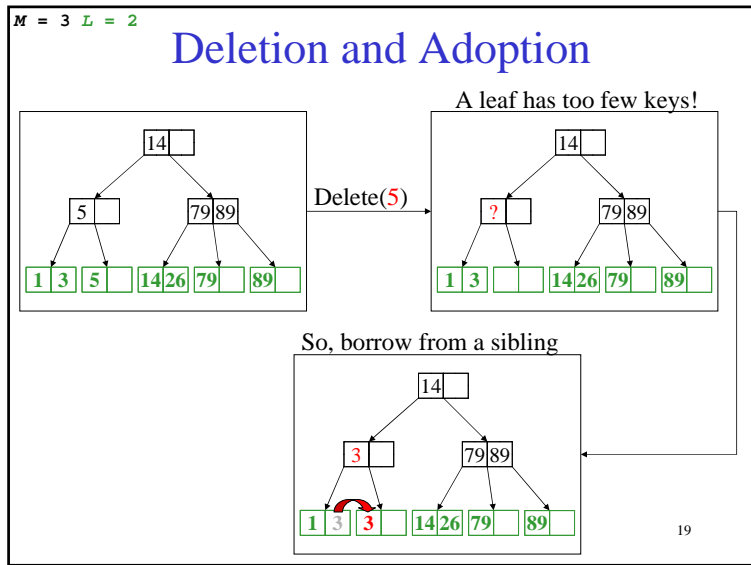 M = 3 L = 2
Deletion and Adoption
A leaf has too few keys!
14
5 79 89
1 3 5 14 26 79 89
Delete(5)
14
? 79 89
1 3 14 26 79 89
So, borrow from a sibling
14
3 79 89
1 3 3 14 26 79 89
19